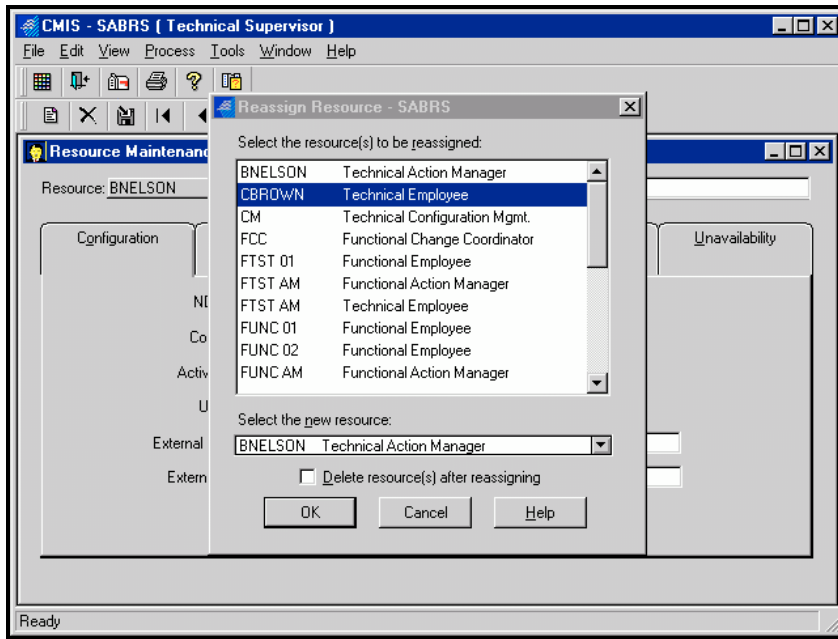 CMIS - SABRS ( Technical Supervisor )
File Edit View Process Tools Window Help
Reassign Resource - SABRS
Select the resource(s) to be reassigned:
Resource Maintenanc
Resource: BNELSON
Configuration
Unavailability
BNELSON Technical Action Manager
CBROWN Technical Employee
CM Technical Configuration Mgmt.
FCC Functional Change Coordinator
FTST 01 Functional Employee
FTST AM Functional Action Manager
FTST AM Technical Employee
FUNC 01 Functional Employee
FUNC 02 Functional Employee
FUNC AM Functional Action Manager
Co
Activ
U
External
Extern
Select the new resource:
BNELSON Technical Action Manager
Delete resource(s) after reassigning
OK Cancel Help
Ready